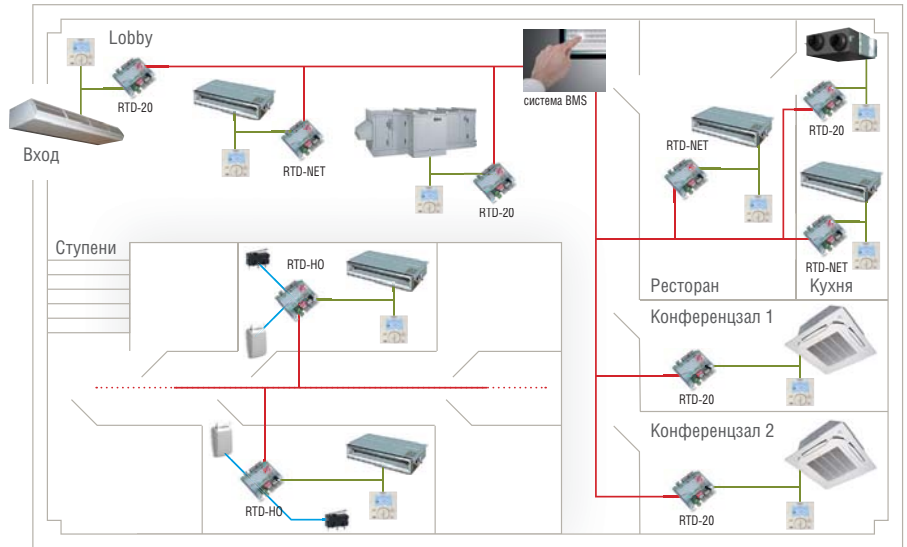 Lobby
RTD-20
Вход
RTD-NET
RTD-20
система BMS
RTD-NET
RTD-20
RTD-NET
Ресторан
Кухня
Ступени
RTD-HO
Конференцзал 1
RTD-20
Конференцзал 2
RTD-20
RTD-HO